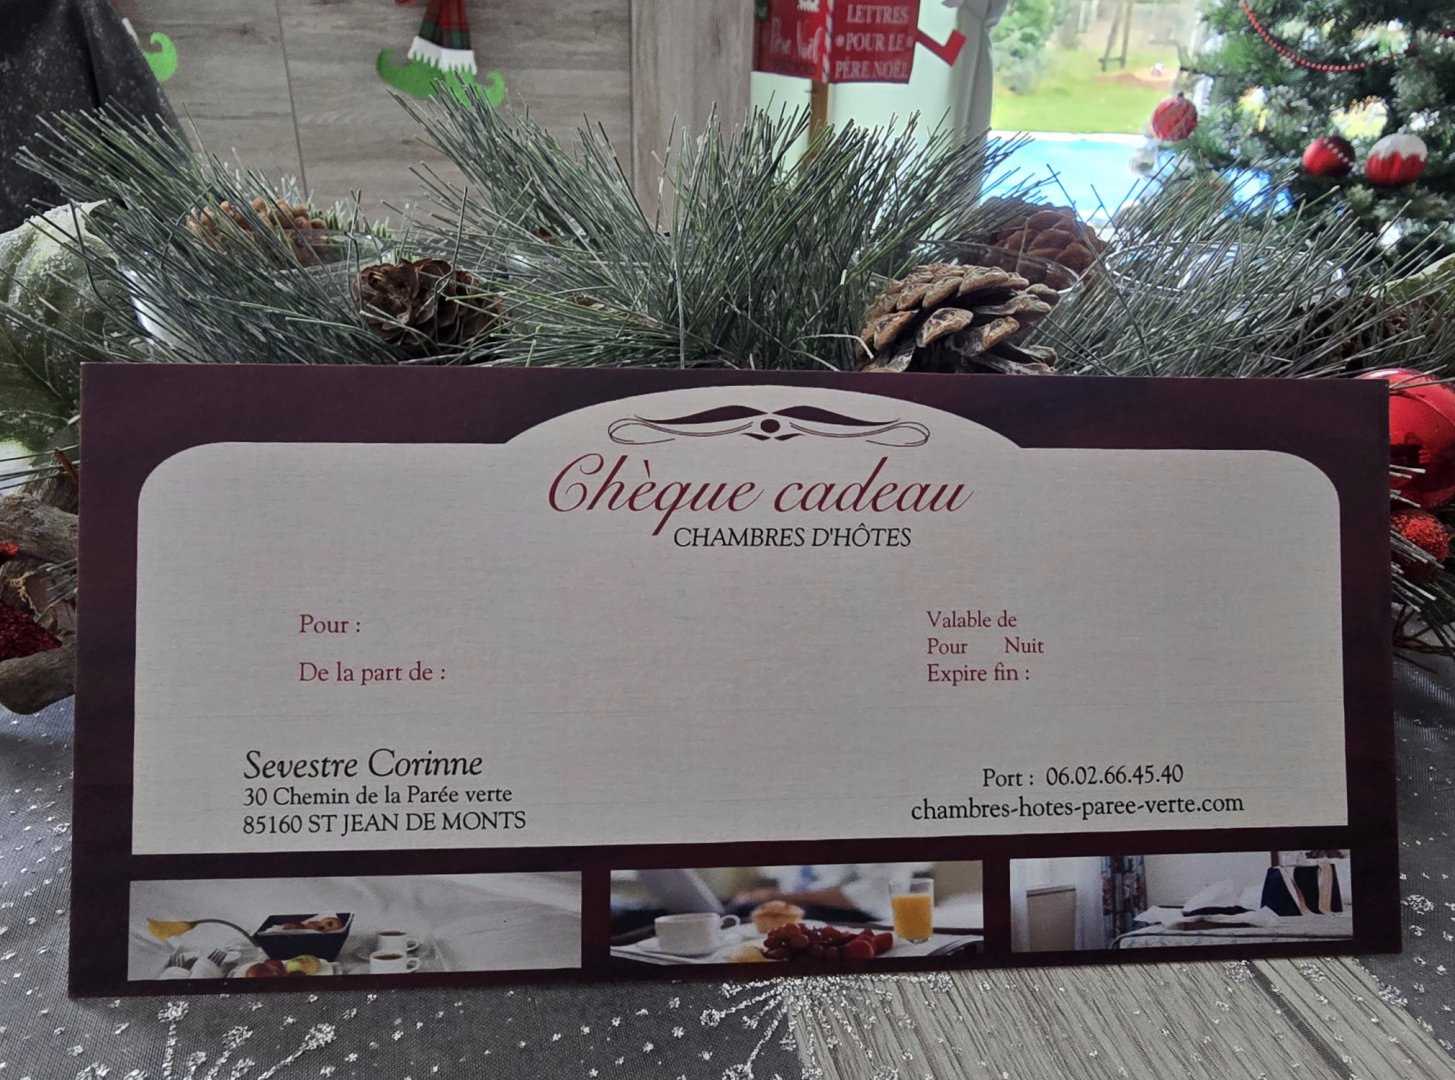 Père Noël
LETTRES
POUR LE
PÈRE NOËL
Chèque cadeau
CHAMBRES D'HÔTES
Pour :
De la part de :
Valable de
Pour Nuit
Expire fin :
Sevestre Corinne
30 Chemin de la Parée verte
85160 ST JEAN DE MONTS
Port : 06.02.66.45.40
chambres-hotes-paree-verte.com